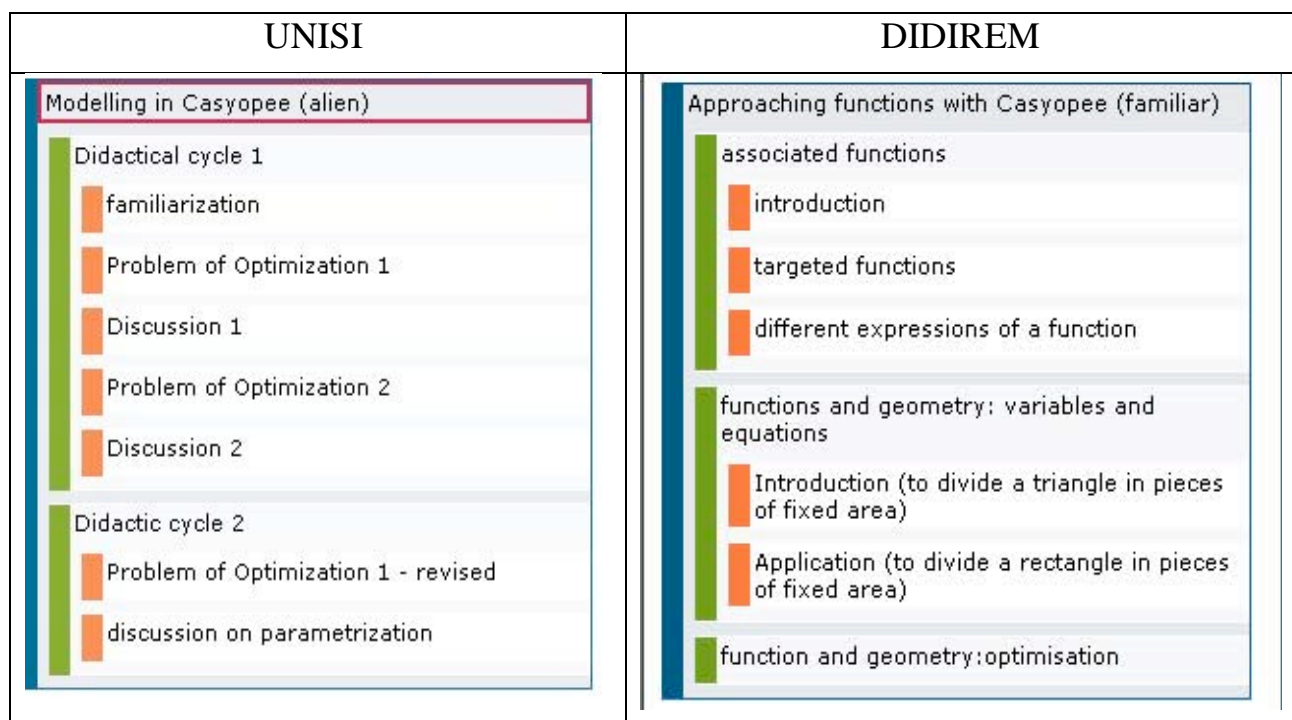 UNISI
Modelling in Casyopee (alien)
Didactical cycle 1
familiarization
Problem of Optimization 1
Discussion 1
Problem of Optimization 2
Discussion 2
Didactic cycle 2
Problem of Optimization 1 - revised
discussion on parametrization
DIDIREM
Approaching functions with Casyopee (familiar)
associated functions
introduction
targeted functions
different expressions of a function
functions and geometry: variables and
equations
Introduction (to divide a triangle in pieces
of fixed area)
Application (to divide a rectangle in pieces
of fixed area)
function and geometry:optimisation